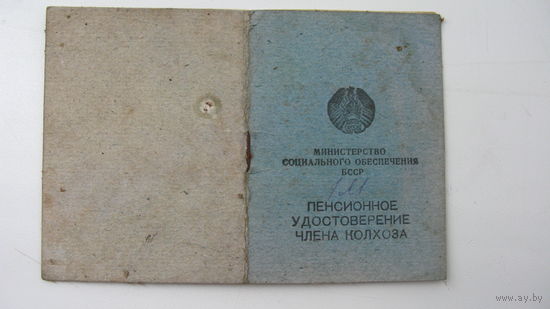 МИНИСТЕРСТВО
СОЦИАЛЬНОГО ОБЕСПЕЧЕНИЯ
БССР
ПЕНСИОННОЕ
УДОСТОВЕРЕНИЕ
ЧЛЕНА КОЛХОЗА
www.ay.by